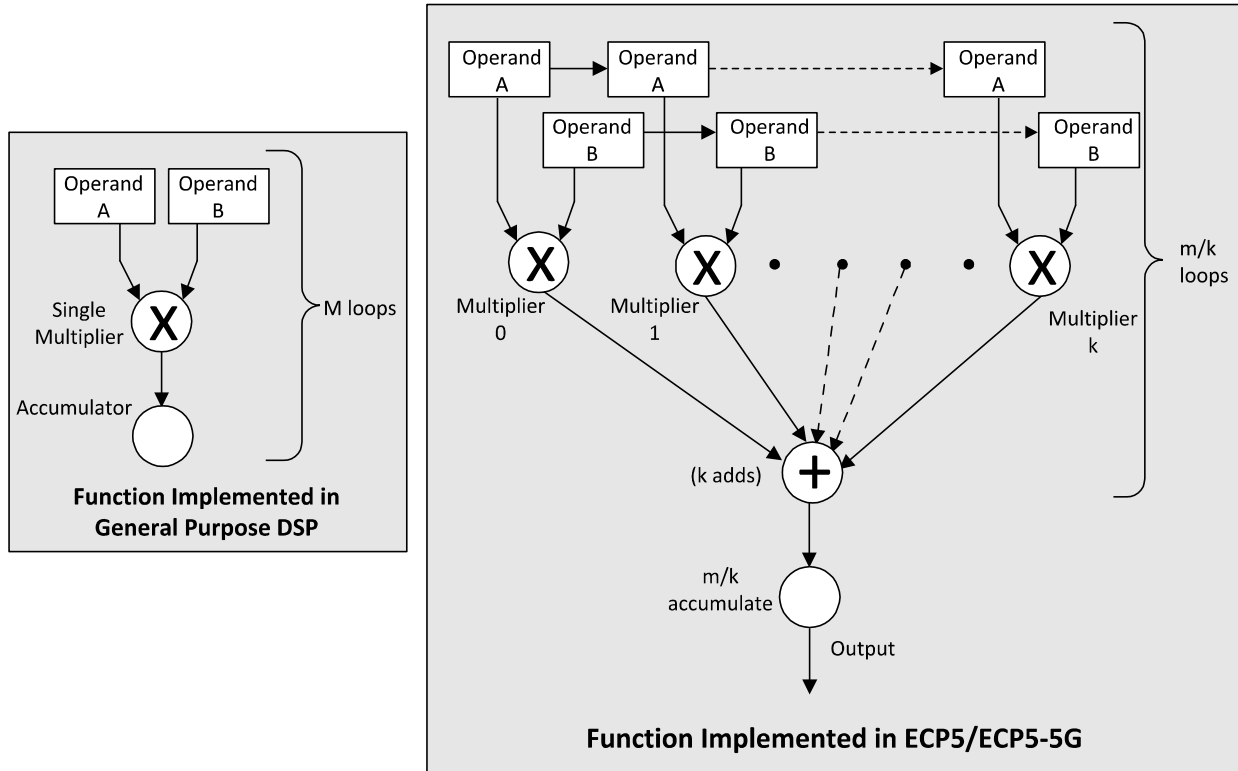 Operand
A
Operand
B
Single
Multiplier
X
Accumulator
M loops
Function Implemented in
General Purpose DSP
Operand
A
Operand
A
Operand
A
Operand
B
Operand
B
Operand
B
X
X
X
Multiplier
0
Multiplier
1
Multiplier
k
m/k
loops
(k adds)
+
m/k
accumulate
Output
Function Implemented in ECP5/ECP5-5G